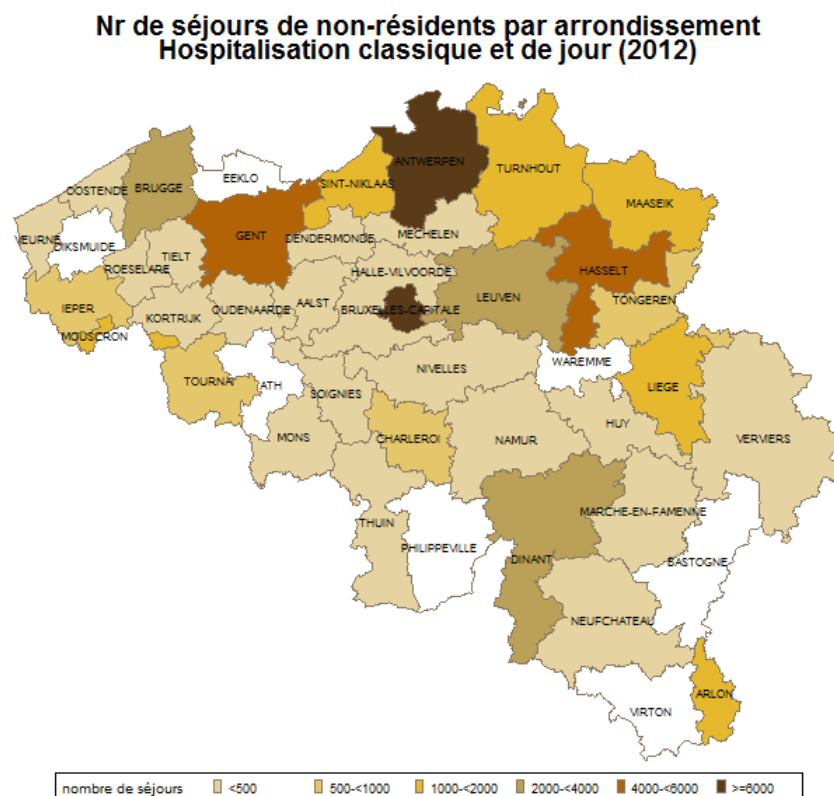 Nr de séjours de non-résidents par arrondissement
Hospitalisation classique et de jour (2012)
ANTWERPEN
TURNHOUT
EEKLO
SINT-NIKLAAS
OOSTENDE
BRUGGE
MAASEIK
VEURNE
DIKSMUIDE
GENT
DENDERMONDE
MECHELEN
TIELT
ROESELARE
HALLE-VILVOORDE
HASSELT
LEUVEN
TONGEREN
IEPER
KORTRIJK
OUDENAARDE
AALST
BRUXELLES-CAPITALE
MOUSCRON
WAREMME
NIVELLES
TOURNAI
ATH
SOIGNIES
LIEGE
HUY
MONS
CHARLEROI
NAMUR
VERVIERS
MARCHE-EN-FAMENNE
THUIN
PHILIPPEVILLE
DINANT
BASTOGNE
NEUFCHATEAU
ARLON
VIRTON
nombre de séjours <500 500-<1000 1000-<2000 2000-<4000 4000-<6000 >=6000